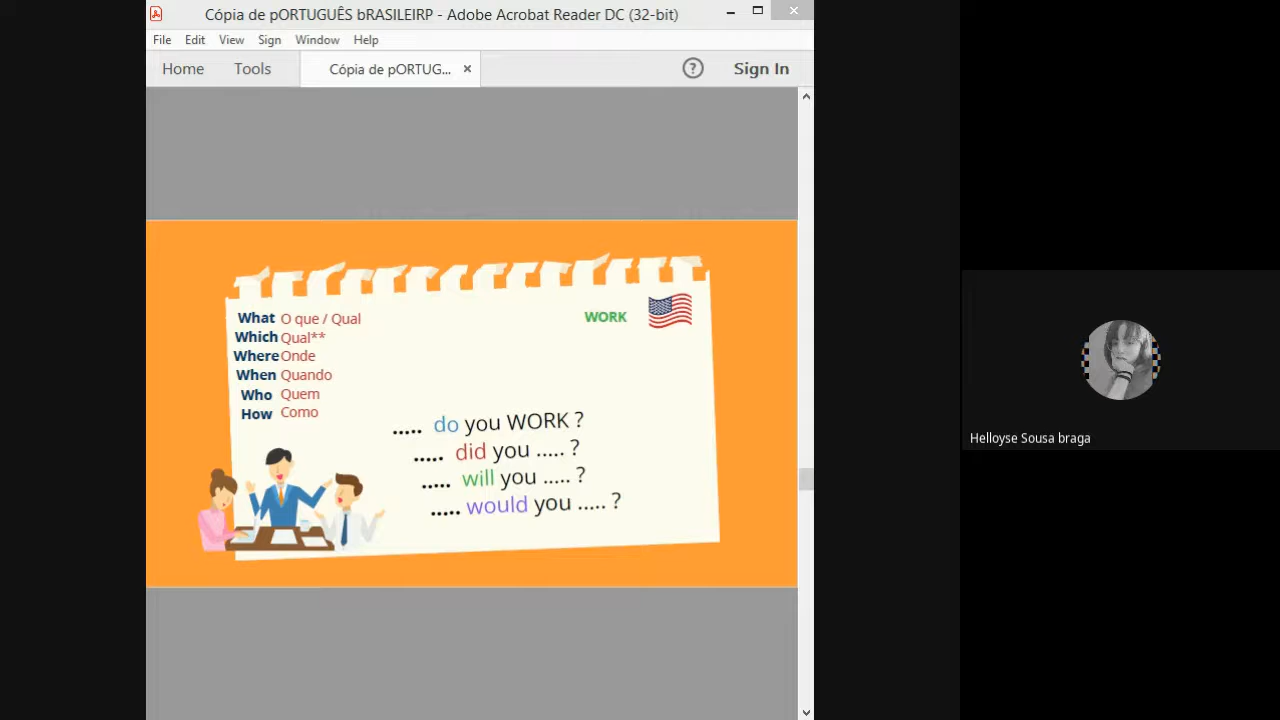 Cópia de pORTUGUÊS bRASILEIRP - Adobe Acrobat Reader DC (32-bit)
File Edit View Sign Window Help
Home Tools Cópia de pORTUG... × ? Sign In
What O que / Qual
Which Qual**
Where Onde
When Quando
Who Quem
How Como
WORK
..... do you WORK ?
..... did you ..... ?
..... will you ..... ?
..... would you ..... ?
Helloyse Sousa braga